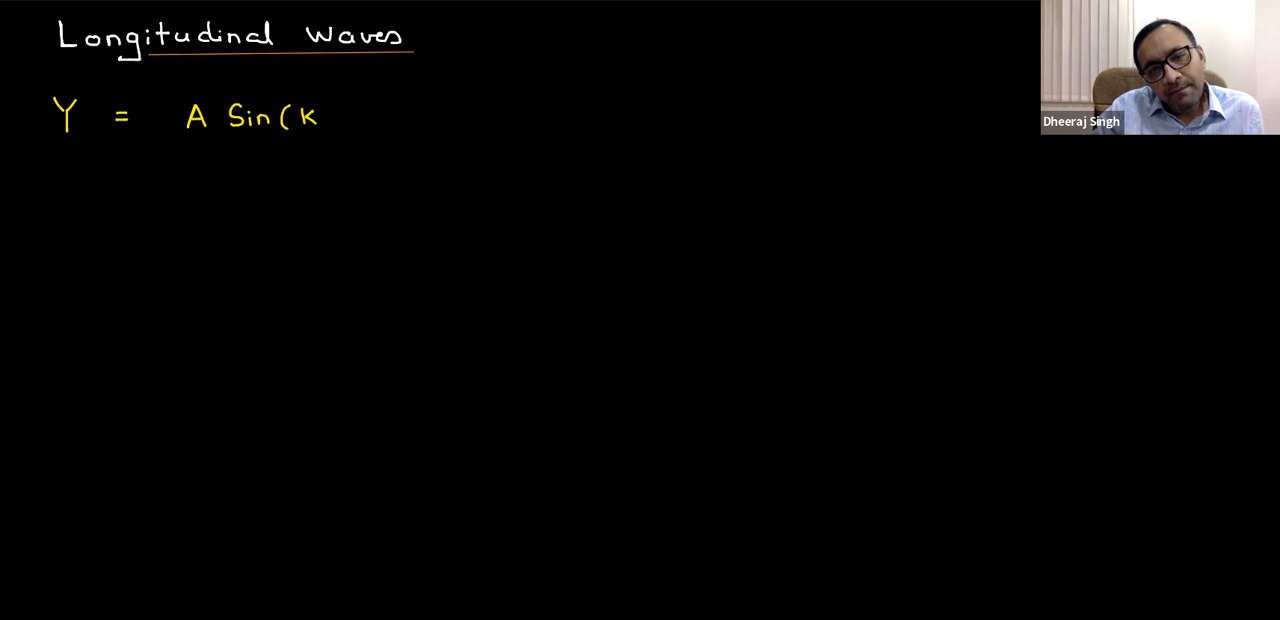 Longitudinal Waves
Y = A Sin(K
Dheeraj Singh